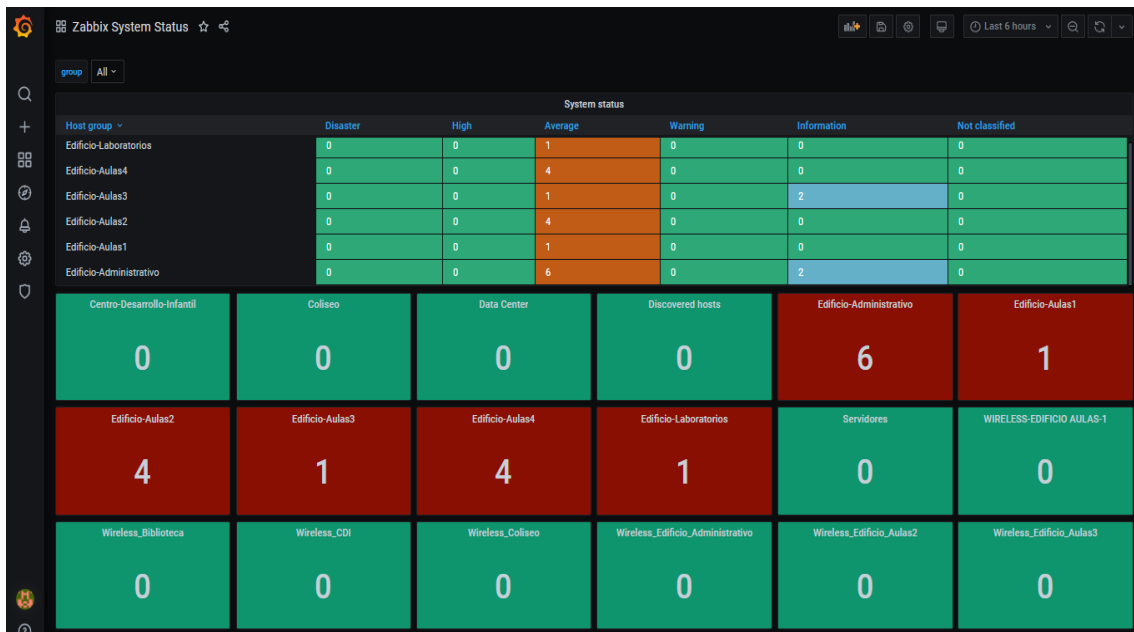 Zabbix System Status
Last 6 hours
group All
System status
Host group Disaster High Average Warning Information Not classified
Edificio-Laboratorios 0 0 1 0 0 0
Edificio-Aulas4 0 0 4 0 0 0
Edificio-Aulas3 0 0 1 0 2 0
Edificio-Aulas2 0 0 4 0 0 0
Edificio-Aulas1 0 0 1 0 0 0
Edificio-Administrativo 0 0 6 0 2 0
Centro-Desarrollo-Infantil Coliseo Data Center Discovered hosts Edificio-Administrativo Edificio-Aulas1
0 0 0 0 6 1
Edificio-Aulas2 Edificio-Aulas3 Edificio-Aulas4 Edificio-Laboratorios Servidores WIRELESS-EDIFICIO AULAS-1
4 1 4 1 0 0
Wireless_Biblioteca Wireless_CDI Wireless_Coliseo Wireless_Edificio_Administrativo Wireless_Edificio_Aulas2 Wireless_Edificio_Aulas3
0 0 0 0 0 0